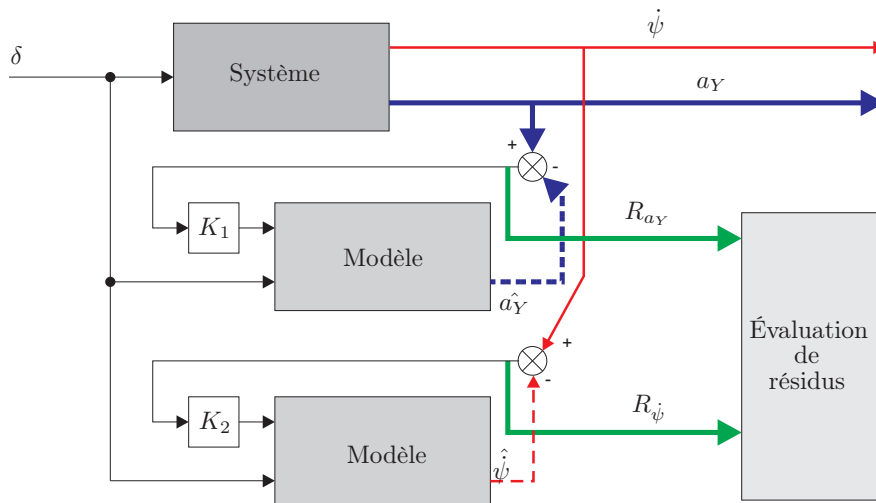 δ
Système
ψ̇
a_Y
+
-
K_1
Modèle
â_Y
R_{a_Y}
+
-
K_2
Modèle
ψ̇̂
R_ψ̇
Évaluation
de
résidus